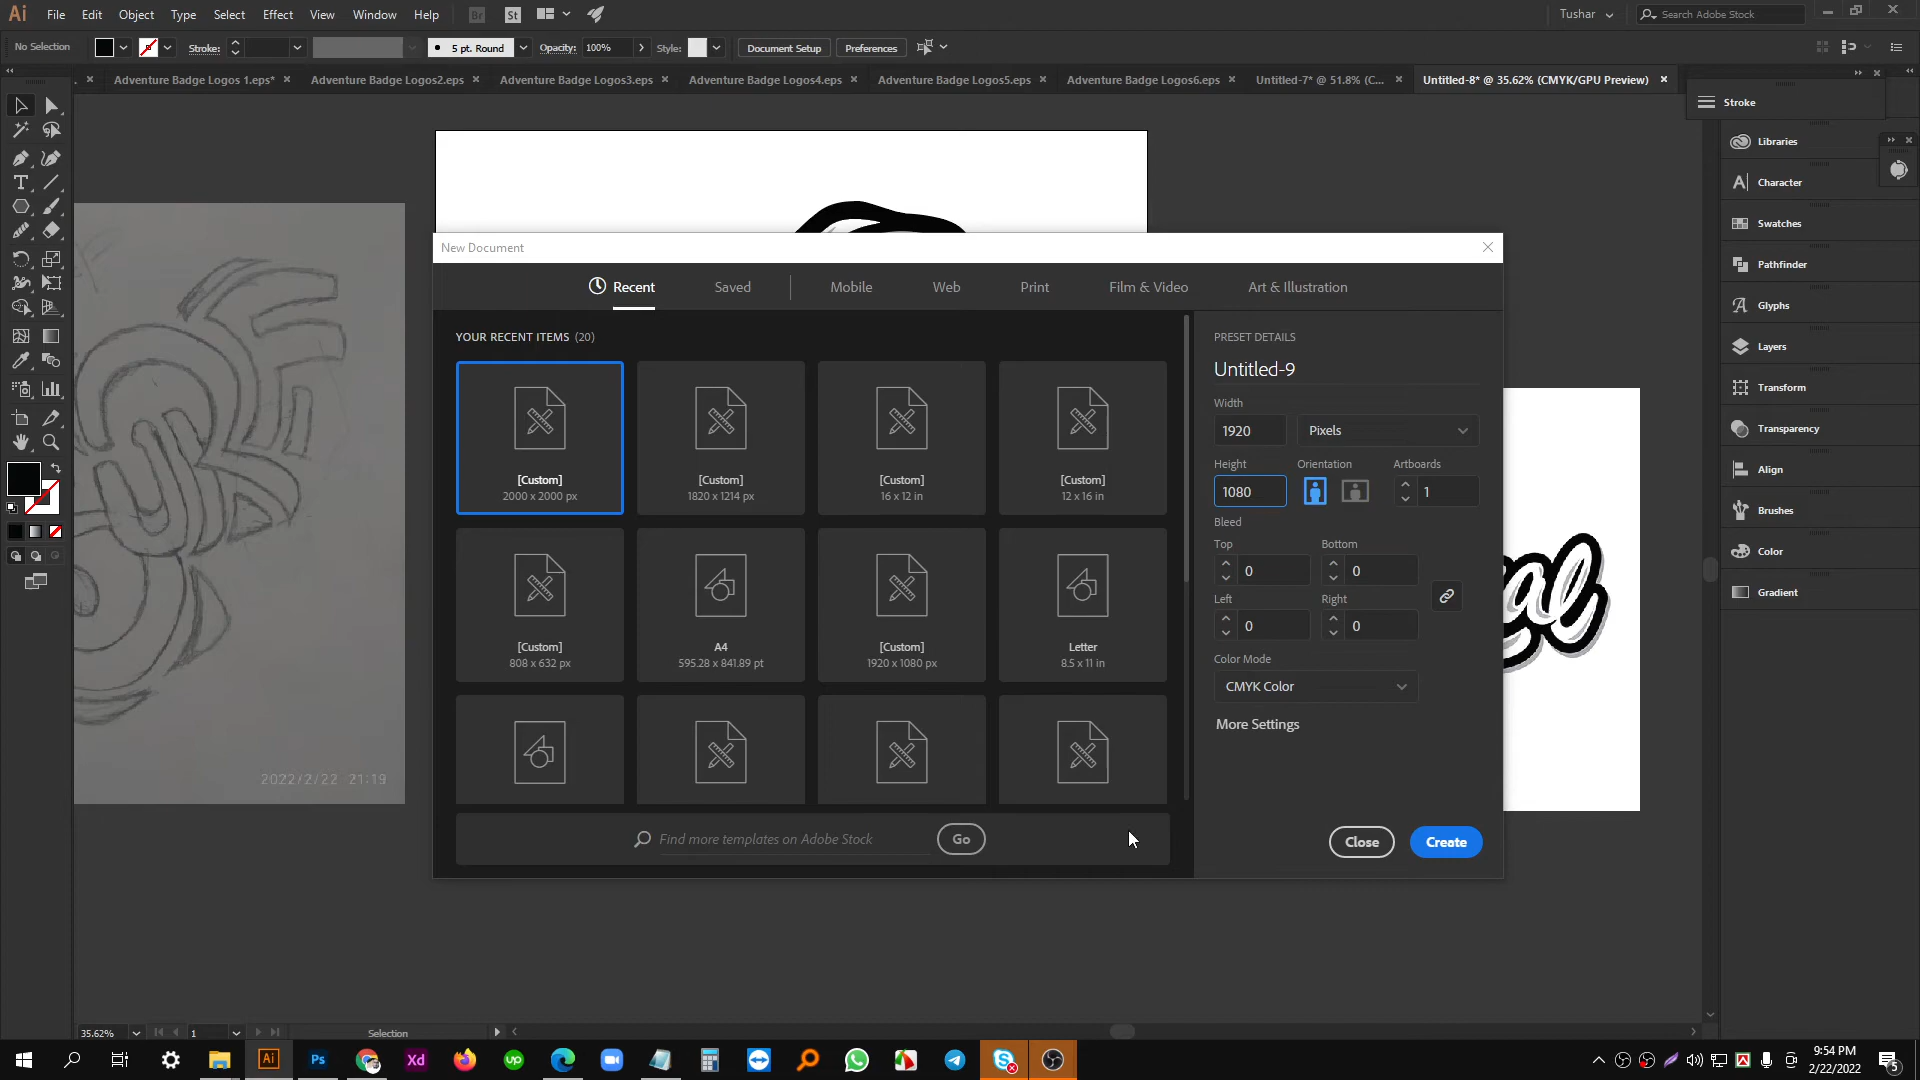 Ai File Edit Object Type Select Effect View Window Help Br St Tushar Search Adobe Stock
No Selection Stroke: 5 pt. Round Opacity: 100% Style: Document Setup Preferences
Adventure Badge Logos 1.eps* Adventure Badge Logos2.eps Adventure Badge Logos3.eps Adventure Badge Logos4.eps Adventure Badge Logos5.eps Adventure Badge Logos6.eps Untitled-7* @ 51.8% (C... Untitled-8* @ 35.62% (CMYK/GPU Preview)
Stroke
Libraries
Character
Swatches
Pathfinder
Glyphs
Layers
Transform
Transparency
Align
Brushes
Color
Gradient
New Document
Recent Saved Mobile Web Print Film & Video Art & Illustration
YOUR RECENT ITEMS (20)
[Custom] [Custom] [Custom] [Custom]
2000 x 2000 px 1820 x 1214 px 16 x 12 in 12 x 16 in
[Custom] A4 [Custom] Letter
808 x 632 px 595.28 x 841.89 pt 1920 x 1080 px 8.5 x 11 in
Find more templates on Adobe Stock Go
PRESET DETAILS
Untitled-9
Width
1920 Pixels
Height Orientation Artboards
1080 1
Bleed
Top Bottom
0 0
Left Right
0 0
Color Mode
CMYK Color
More Settings
Close Create
2022/2/22 21:19
35.62% 1 Selection
Ai Ps Xd up
9:54 PM
2/22/2022
5